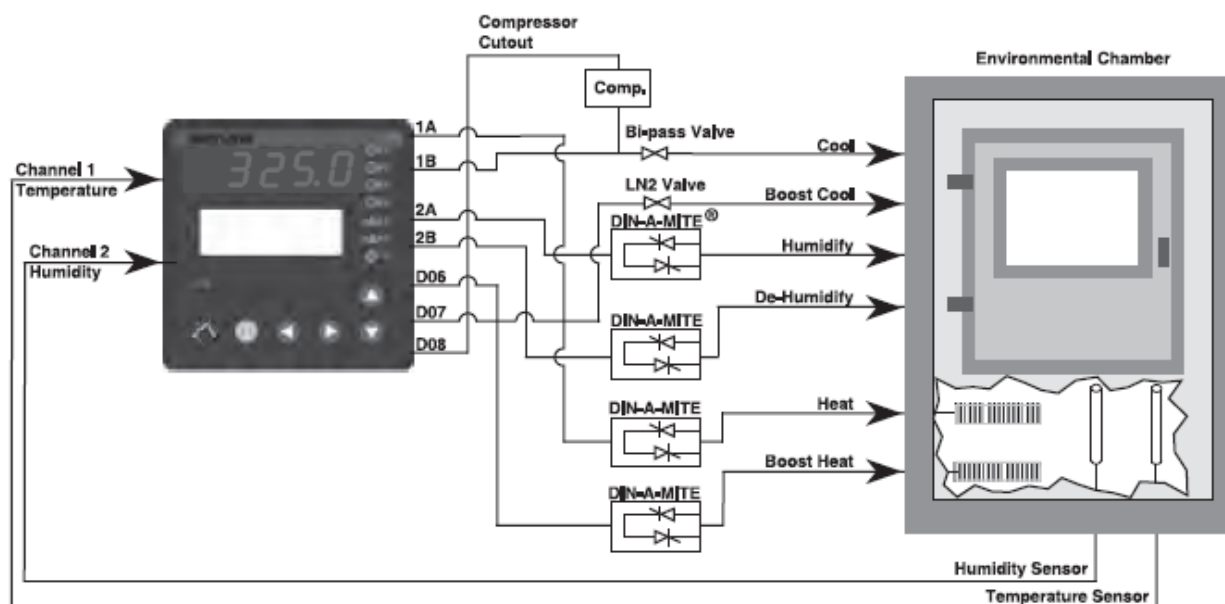 Compressor
Cutout
Environmental Chamber
Comp.
1A
Bi-pass Valve
325.0
Cool
Channel 1
Temperature
1B
LN2 Valve
Boost Cool
2A
DIN-A-MITE®
Humidify
Channel 2
Humidity
2B
De-Humidify
D06
D07
DIN-A-MITE
D08
DIN-A-MITE
Heat
Boost Heat
DIN-A-MITE
Humidity Sensor
Temperature Sensor